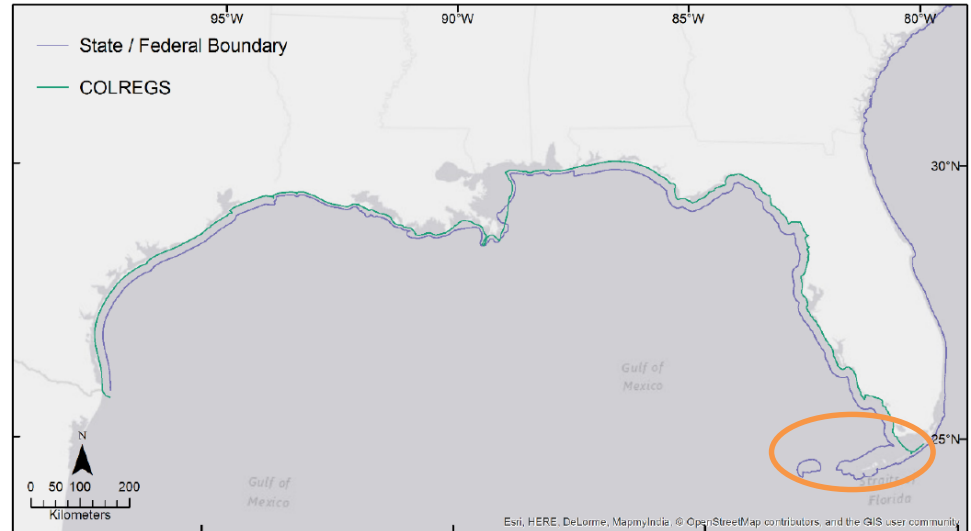 95°W
90°W
85°W
80°W
State / Federal Boundary
COLREGS
30°N
Gulf of
Mexico
25°N
N
0 50 100 200
Kilometers
Gulf of
Mexico
Straits of
Florida
Esri, HERE, DeLorme, MapmyIndia, © OpenStreetMap contributors, and the GIS user community